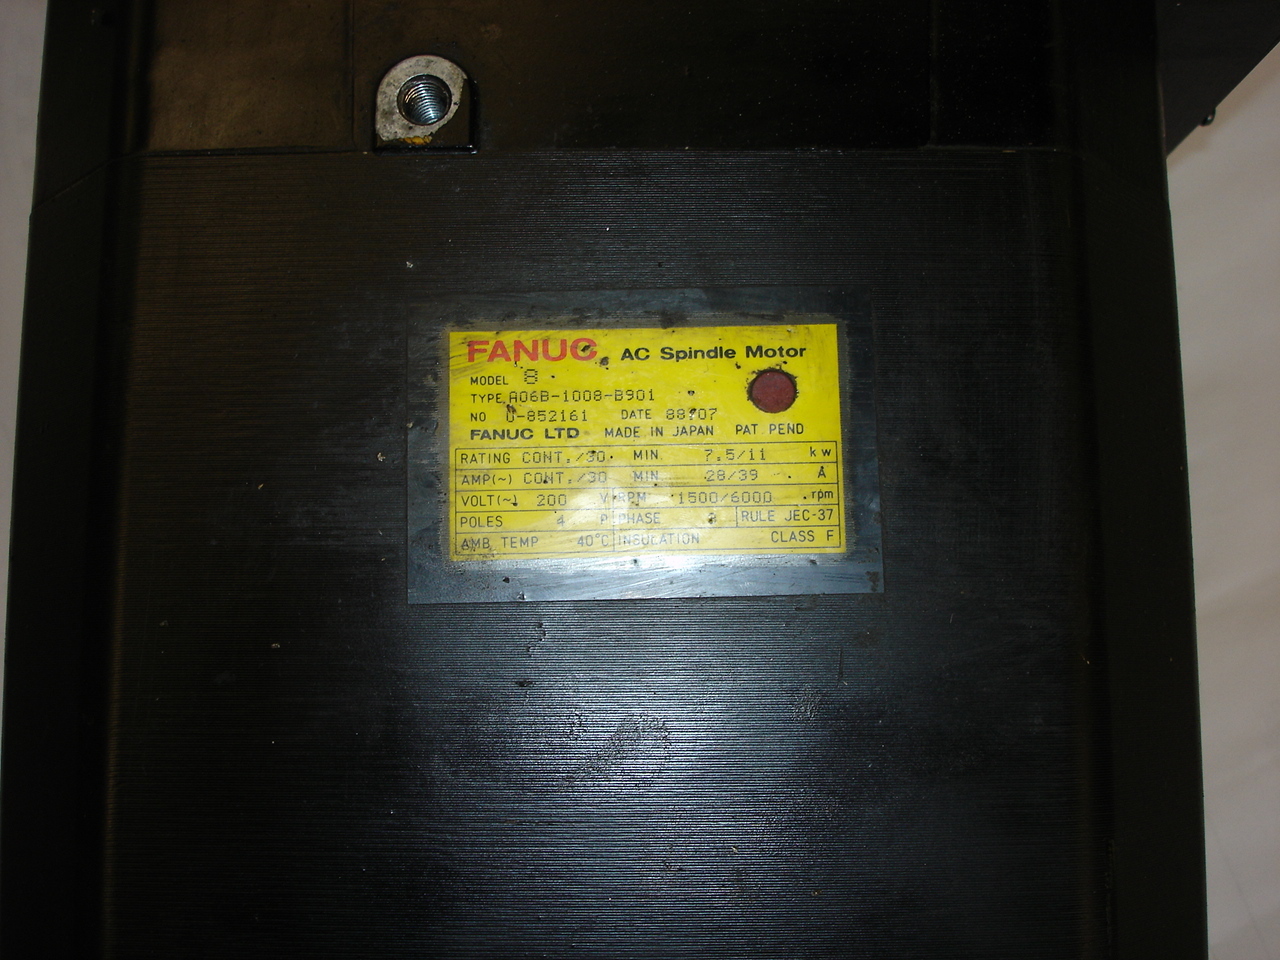 FANUC AC Spindle Motor
MODEL 8
TYPE A06B-1008-B901
NO 0-852161 DATE 88.07
FANUC LTD MADE IN JAPAN PAT PEND
RATING CONT./30 MIN. 7.5/11 kw
AMP(~) CONT./30 MIN. 28/39 A
VOLT(~) 200 V RPM 1500/6000 rpm
POLES 4 P PHASE 3 RULE JEC-37
AMB TEMP 40°C INSULATION CLASS F